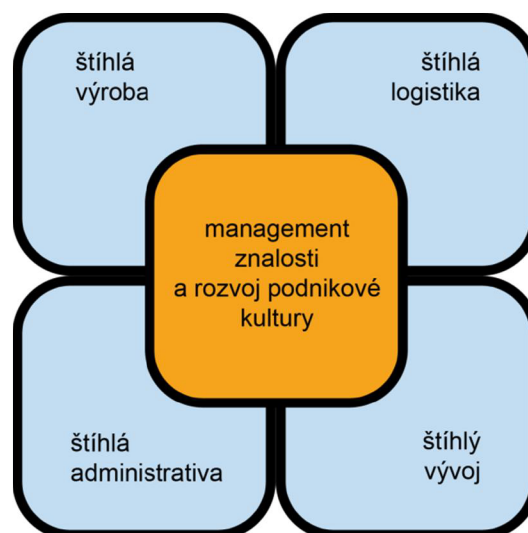 štíhlá
výroba
štíhlá
logistika
management
znalosti
a rozvoj podnikové
kultury
štíhlá
administrativa
štíhlý
vývoj